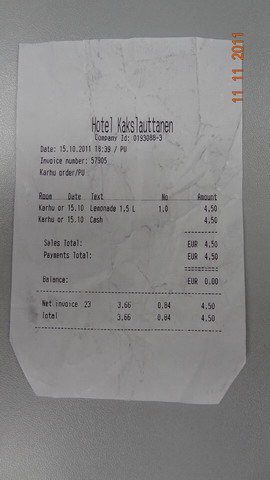 11 11 2011
Hotel Kakslauttanen
Company Id: 0193088-3
Date: 15.10.2011 18:39 / PU
Invoice number: 57905
Karhu order/PU
Room Date Text No Amount
Karhu or 15.10 Lemonade 1.5 L 1.0 4,50
Karhu or 15.10 Cash 4,50
Sales Total: EUR 4,50
Payments Total: EUR 4,50
Balance: EUR 0.00
Net invoice 23 3.66 0.84 4.50
Total 3.66 0.84 4.50